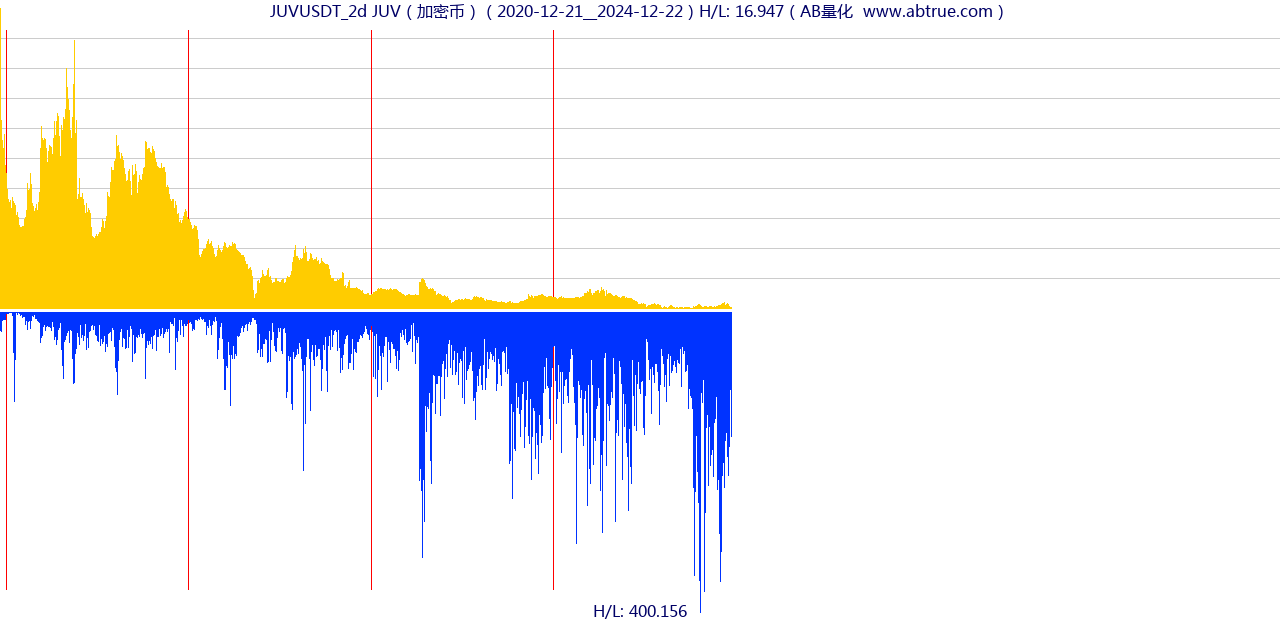 JUVUSDT_2d JUV ( 加密币 ) ( 2020-12-21__2024-12-22 ) H/L: 16.947 ( AB量化  www.abtrue.com )
H/L: 400.156